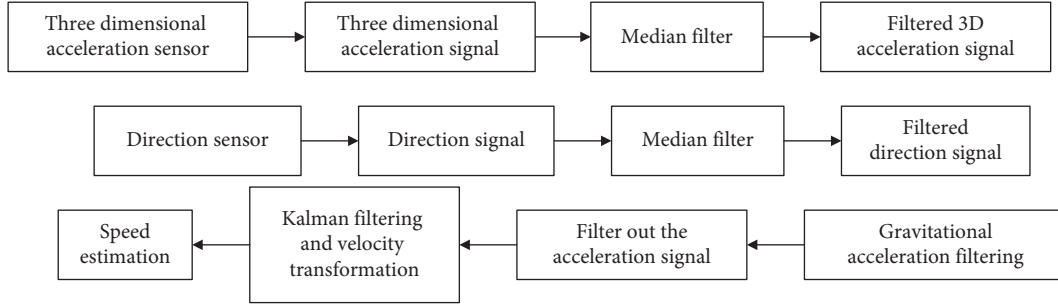 Three dimensional
acceleration sensor
Three dimensional
acceleration signal
Median filter
Filtered 3D
acceleration signal
Direction sensor
Direction signal
Median filter
Filtered
direction signal
Speed
estimation
Kalman filtering
and velocity
transformation
Filter out the
acceleration signal
Gravitational
acceleration filtering